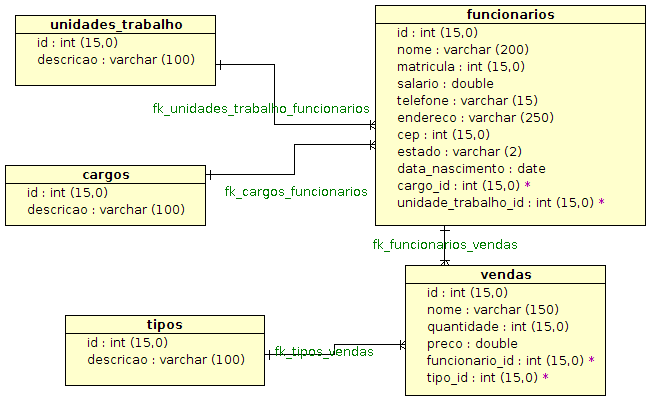 unidades_trabalho
id : int (15,0)
descricao : varchar (100)
funcionarios
id : int (15,0)
nome : varchar (200)
matricula : int (15,0)
salario : double
telefone : varchar (15)
endereco : varchar (250)
cep : int (15,0)
estado : varchar (2)
data_nascimento : date
cargo_id : int (15,0) *
unidade_trabalho_id : int (15,0) *
fk_unidades_trabalho_funcionarios
cargos
id : int (15,0)
descricao : varchar (100)
fk_cargos_funcionarios
fk_funcionarios_vendas
vendas
id : int (15,0)
nome : varchar (150)
quantidade : int (15,0)
preco : double
funcionario_id : int (15,0) *
tipo_id : int (15,0) *
tipos
id : int (15,0)
descricao : varchar (100)
fk_tipos_vendas